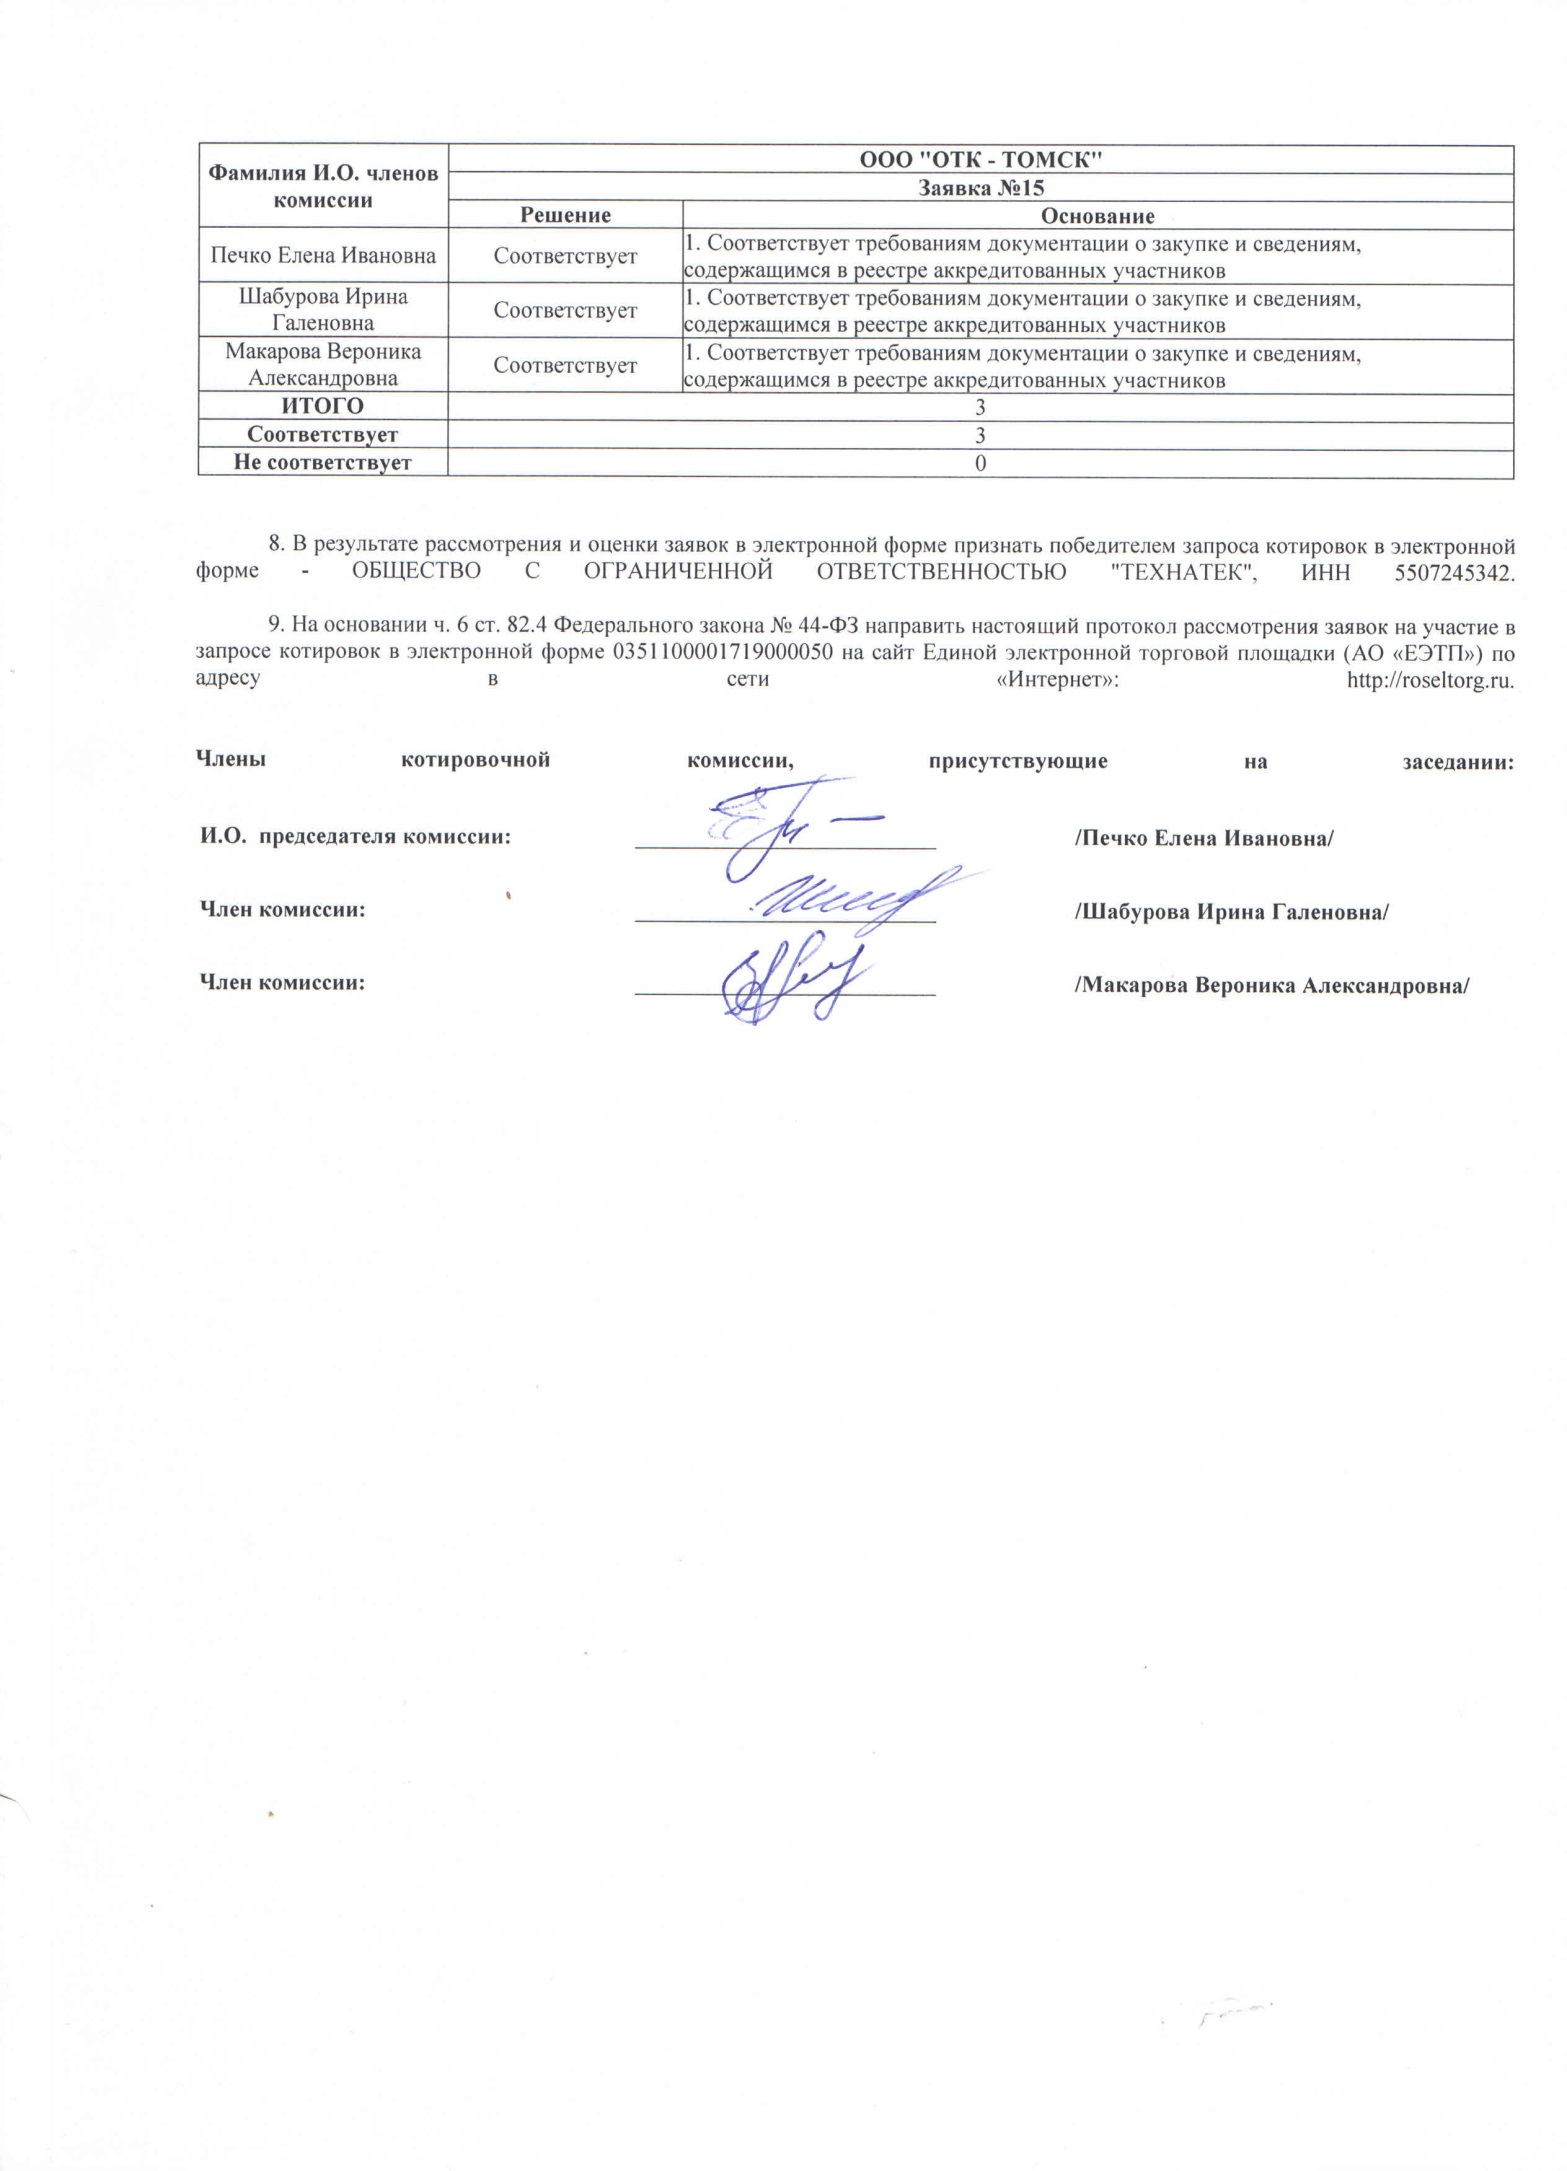 Фамилия И.О. членов комиссии
ООО "ОТК - ТОМСК"
Заявка №15
Решение Основание
Печко Елена Ивановна Соответствует 1. Соответствует требованиям документации о закупке и сведениям,
содержащимся в реестре аккредитованных участников
Шабурова Ирина Галеновна Соответствует 1. Соответствует требованиям документации о закупке и сведениям,
содержащимся в реестре аккредитованных участников
Макарова Вероника Александровна Соответствует 1. Соответствует требованиям документации о закупке и сведениям,
содержащимся в реестре аккредитованных участников
ИТОГО 3
Соответствует 3
Не соответствует 0
8. В результате рассмотрения и оценки заявок в электронной форме признать победителем запроса котировок в электронной
форме - ОБЩЕСТВО С ОГРАНИЧЕННОЙ ОТВЕТСТВЕННОСТЬЮ "ТЕХНАТЕК", ИНН 5507245342.
9. На основании ч. 6 ст. 82.4 Федерального закона № 44-ФЗ направить настоящий протокол рассмотрения заявок на участие в
запросе котировок в электронной форме 0351100001719000050 на сайт Единой электронной торговой площадки (АО «ЕЭТП») по
адресу в сети «Интернет»: http://roseltorg.ru.
Члены котировочной комиссии, присутствующие на заседании:
И.О. председателя комиссии: /Печко Елена Ивановна/
Член комиссии: /Шабурова Ирина Галеновна/
Член комиссии: /Макарова Вероника Александровна/